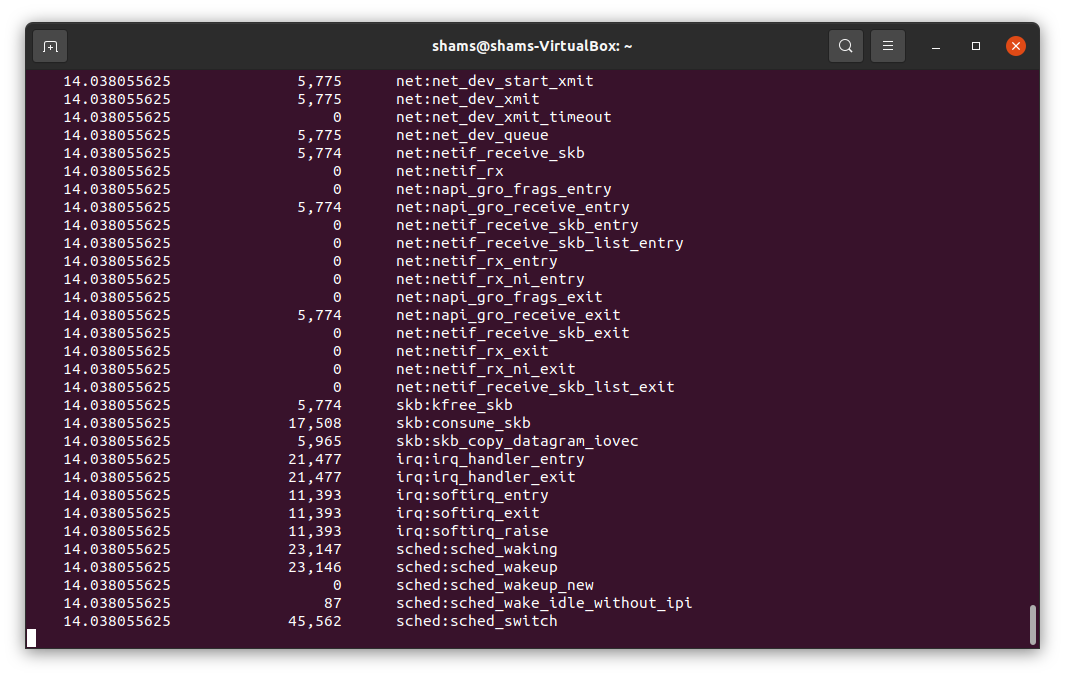 shams@shams-VirtualBox: ~
14.038055625 5,775 net:net_dev_start_xmit
14.038055625 5,775 net:net_dev_xmit
14.038055625 0 net:net_dev_xmit_timeout
14.038055625 5,775 net:net_dev_queue
14.038055625 5,774 net:netif_receive_skb
14.038055625 0 net:netif_rx
14.038055625 0 net:napi_gro_frags_entry
14.038055625 5,774 net:napi_gro_receive_entry
14.038055625 0 net:netif_receive_skb_entry
14.038055625 0 net:netif_receive_skb_list_entry
14.038055625 0 net:netif_rx_entry
14.038055625 0 net:netif_rx_ni_entry
14.038055625 0 net:napi_gro_frags_exit
14.038055625 5,774 net:napi_gro_receive_exit
14.038055625 0 net:netif_receive_skb_exit
14.038055625 0 net:netif_rx_exit
14.038055625 0 net:netif_rx_ni_exit
14.038055625 0 net:netif_receive_skb_list_exit
14.038055625 5,774 skb:kfree_skb
14.038055625 17,508 skb:consume_skb
14.038055625 5,965 skb:skb_copy_datagram_iovec
14.038055625 21,477 irq:irq_handler_entry
14.038055625 21,477 irq:irq_handler_exit
14.038055625 11,393 irq:softirq_entry
14.038055625 11,393 irq:softirq_exit
14.038055625 11,393 irq:softirq_raise
14.038055625 23,147 sched:sched_waking
14.038055625 23,146 sched:sched_wakeup
14.038055625 0 sched:sched_wakeup_new
14.038055625 87 sched:sched_wake_idle_without_ipi
14.038055625 45,562 sched:sched_switch